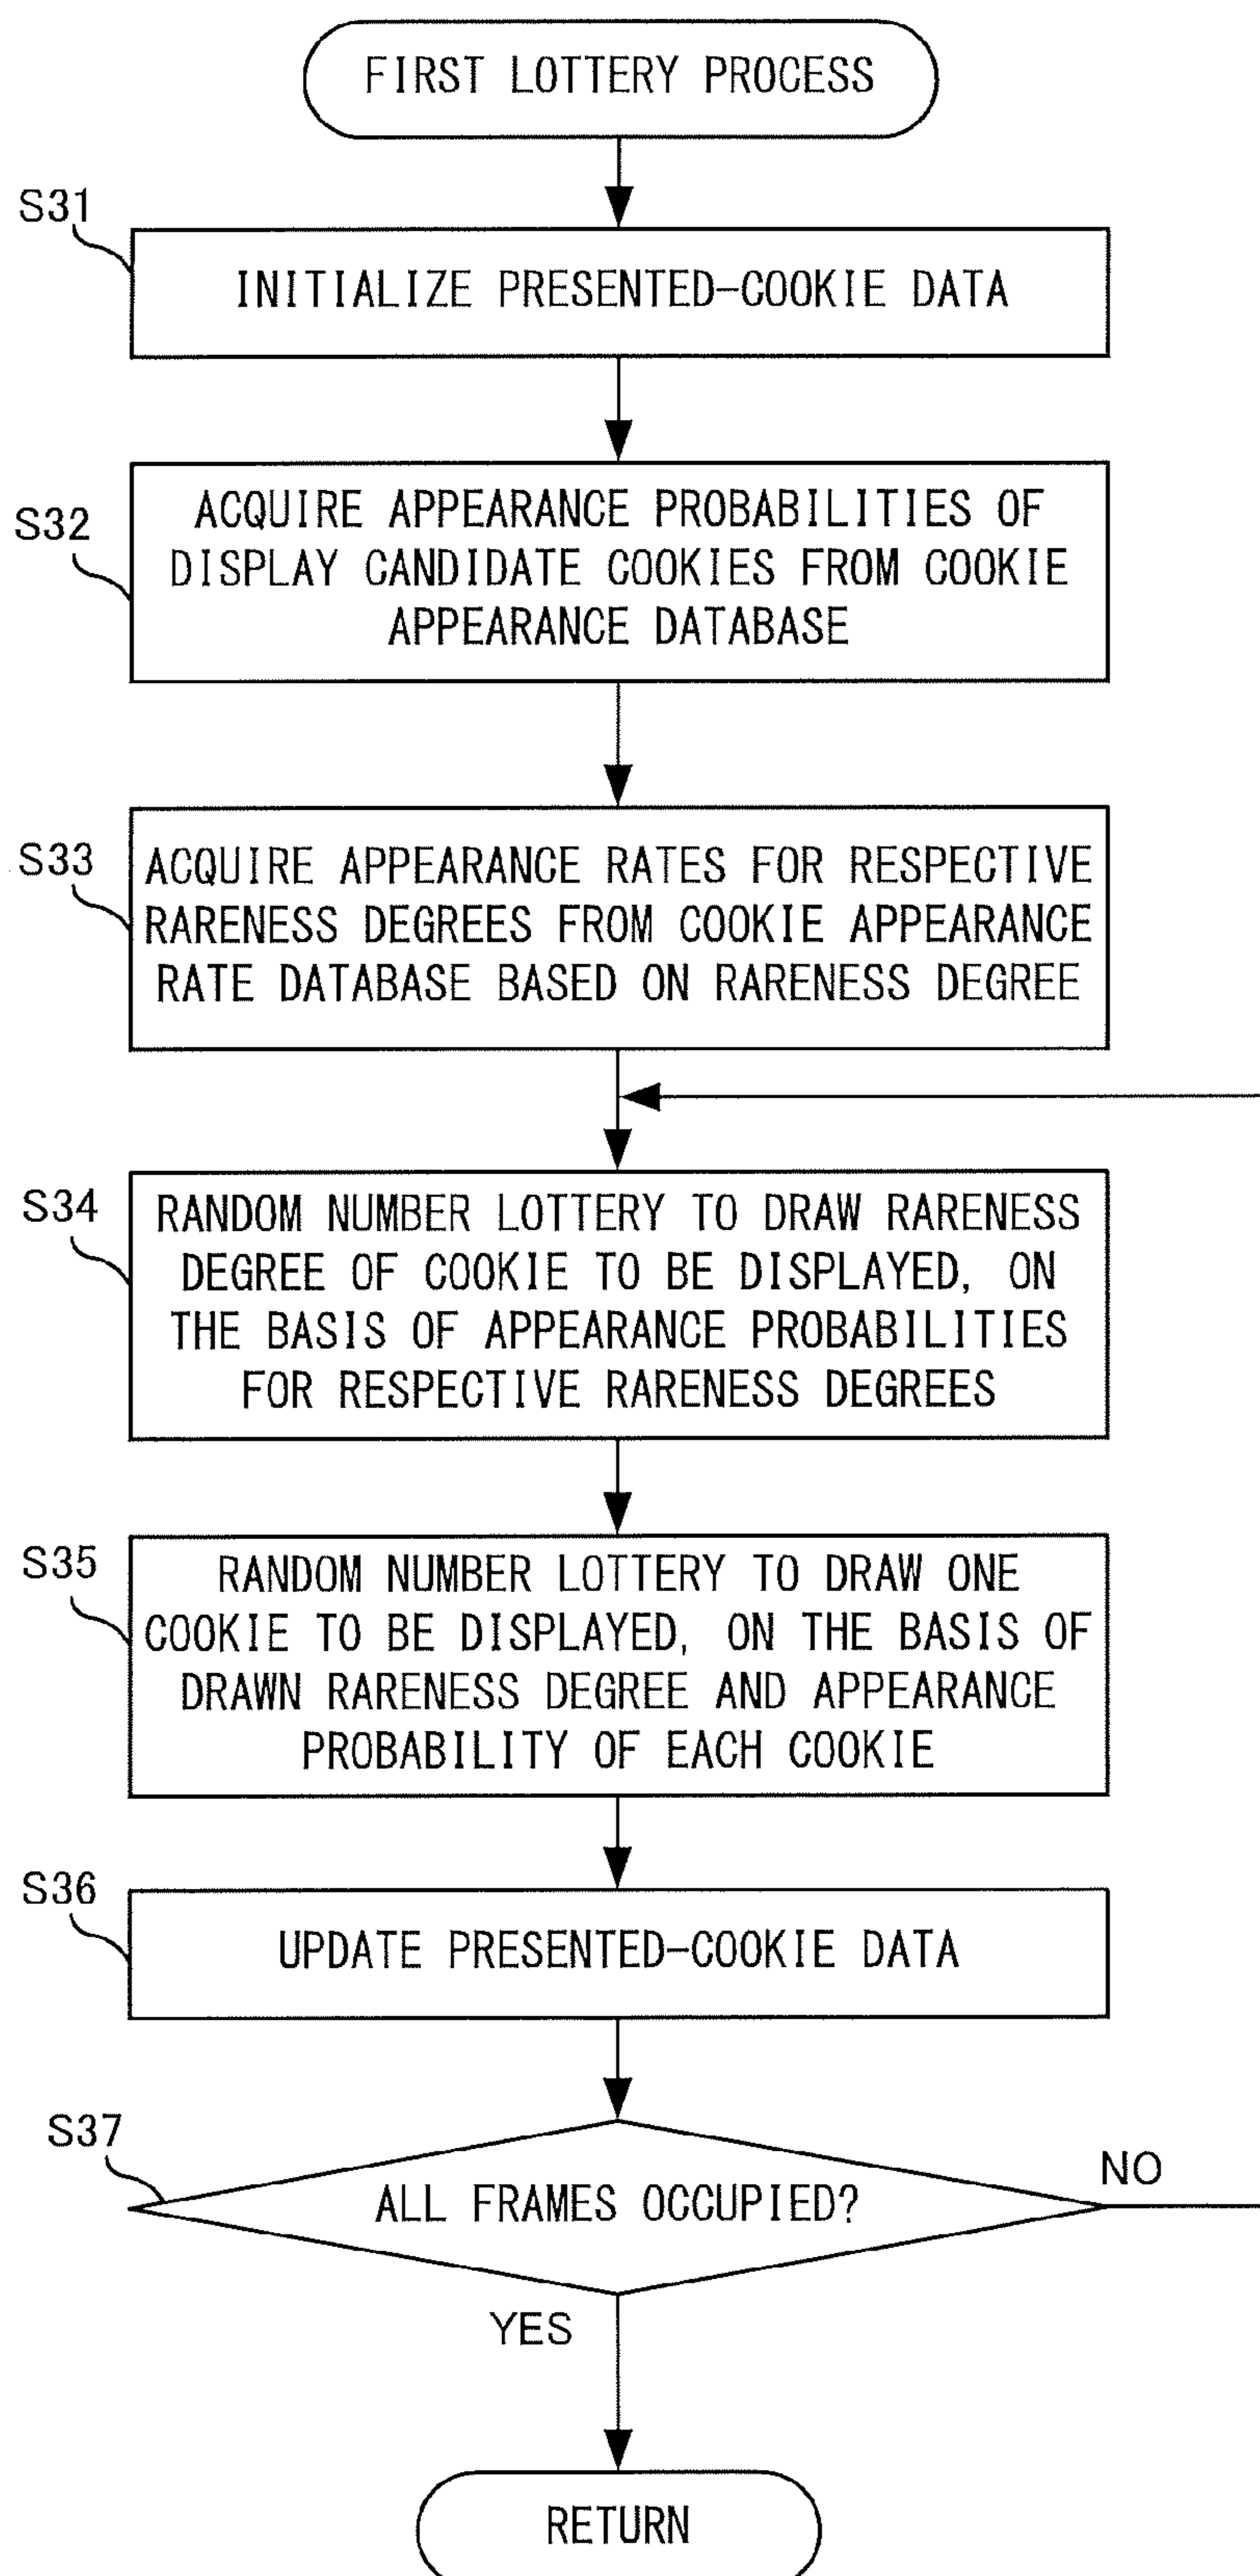 FIRST LOTTERY PROCESS
S31
INITIALIZE PRESENTED-COOKIE DATA
S32
ACQUIRE APPEARANCE PROBABILITIES OF
DISPLAY CANDIDATE COOKIES FROM COOKIE
APPEARANCE DATABASE
S33
ACQUIRE APPEARANCE RATES FOR RESPECTIVE
RARENESS DEGREES FROM COOKIE APPEARANCE
RATE DATABASE BASED ON RARENESS DEGREE
S34
RANDOM NUMBER LOTTERY TO DRAW RARENESS
DEGREE OF COOKIE TO BE DISPLAYED, ON
THE BASIS OF APPEARANCE PROBABILITIES
FOR RESPECTIVE RARENESS DEGREES
S35
RANDOM NUMBER LOTTERY TO DRAW ONE
COOKIE TO BE DISPLAYED, ON THE BASIS OF
DRAWN RARENESS DEGREE AND APPEARANCE
PROBABILITY OF EACH COOKIE
S36
UPDATE PRESENTED-COOKIE DATA
S37
ALL FRAMES OCCUPIED?
NO
YES
RETURN